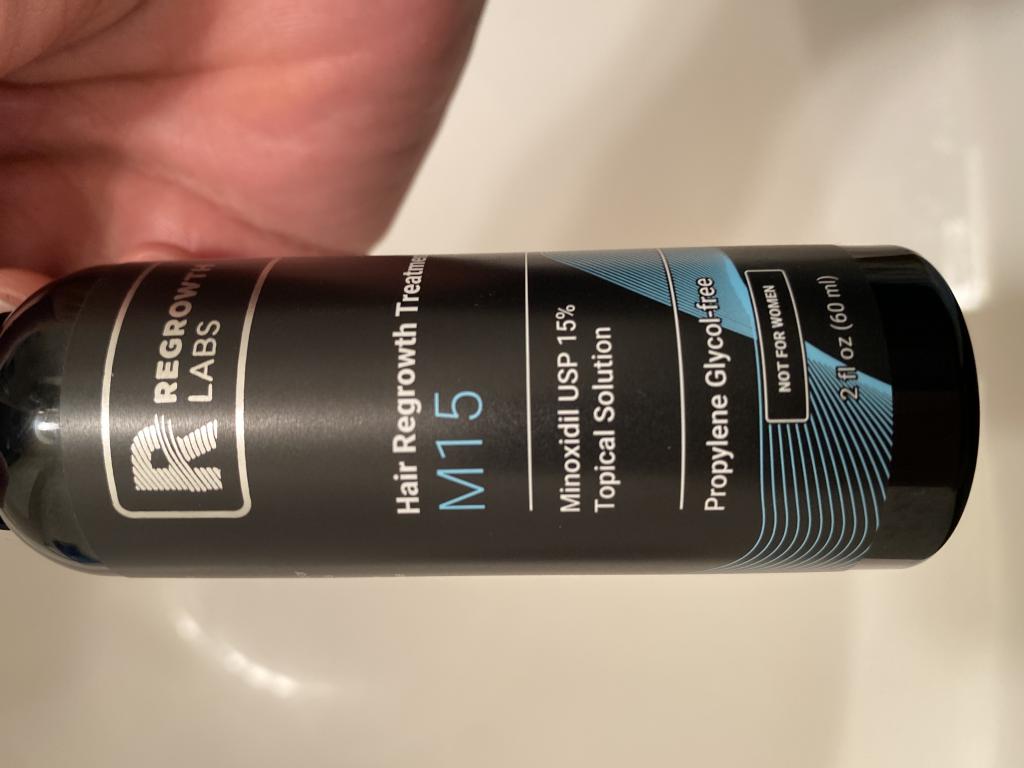 REGROWTH
LABS
Hair Regrowth
M15
Minoxidil USP 15%
Topical Solution
Propylene Glycol-free
NOT FOR WOMEN
2 fl oz (60 ml)